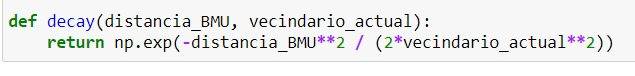 def decay(distancia_BMU, vecindario_actual):
    return np.exp(-distancia_BMU**2 / (2*vecindario_actual**2))